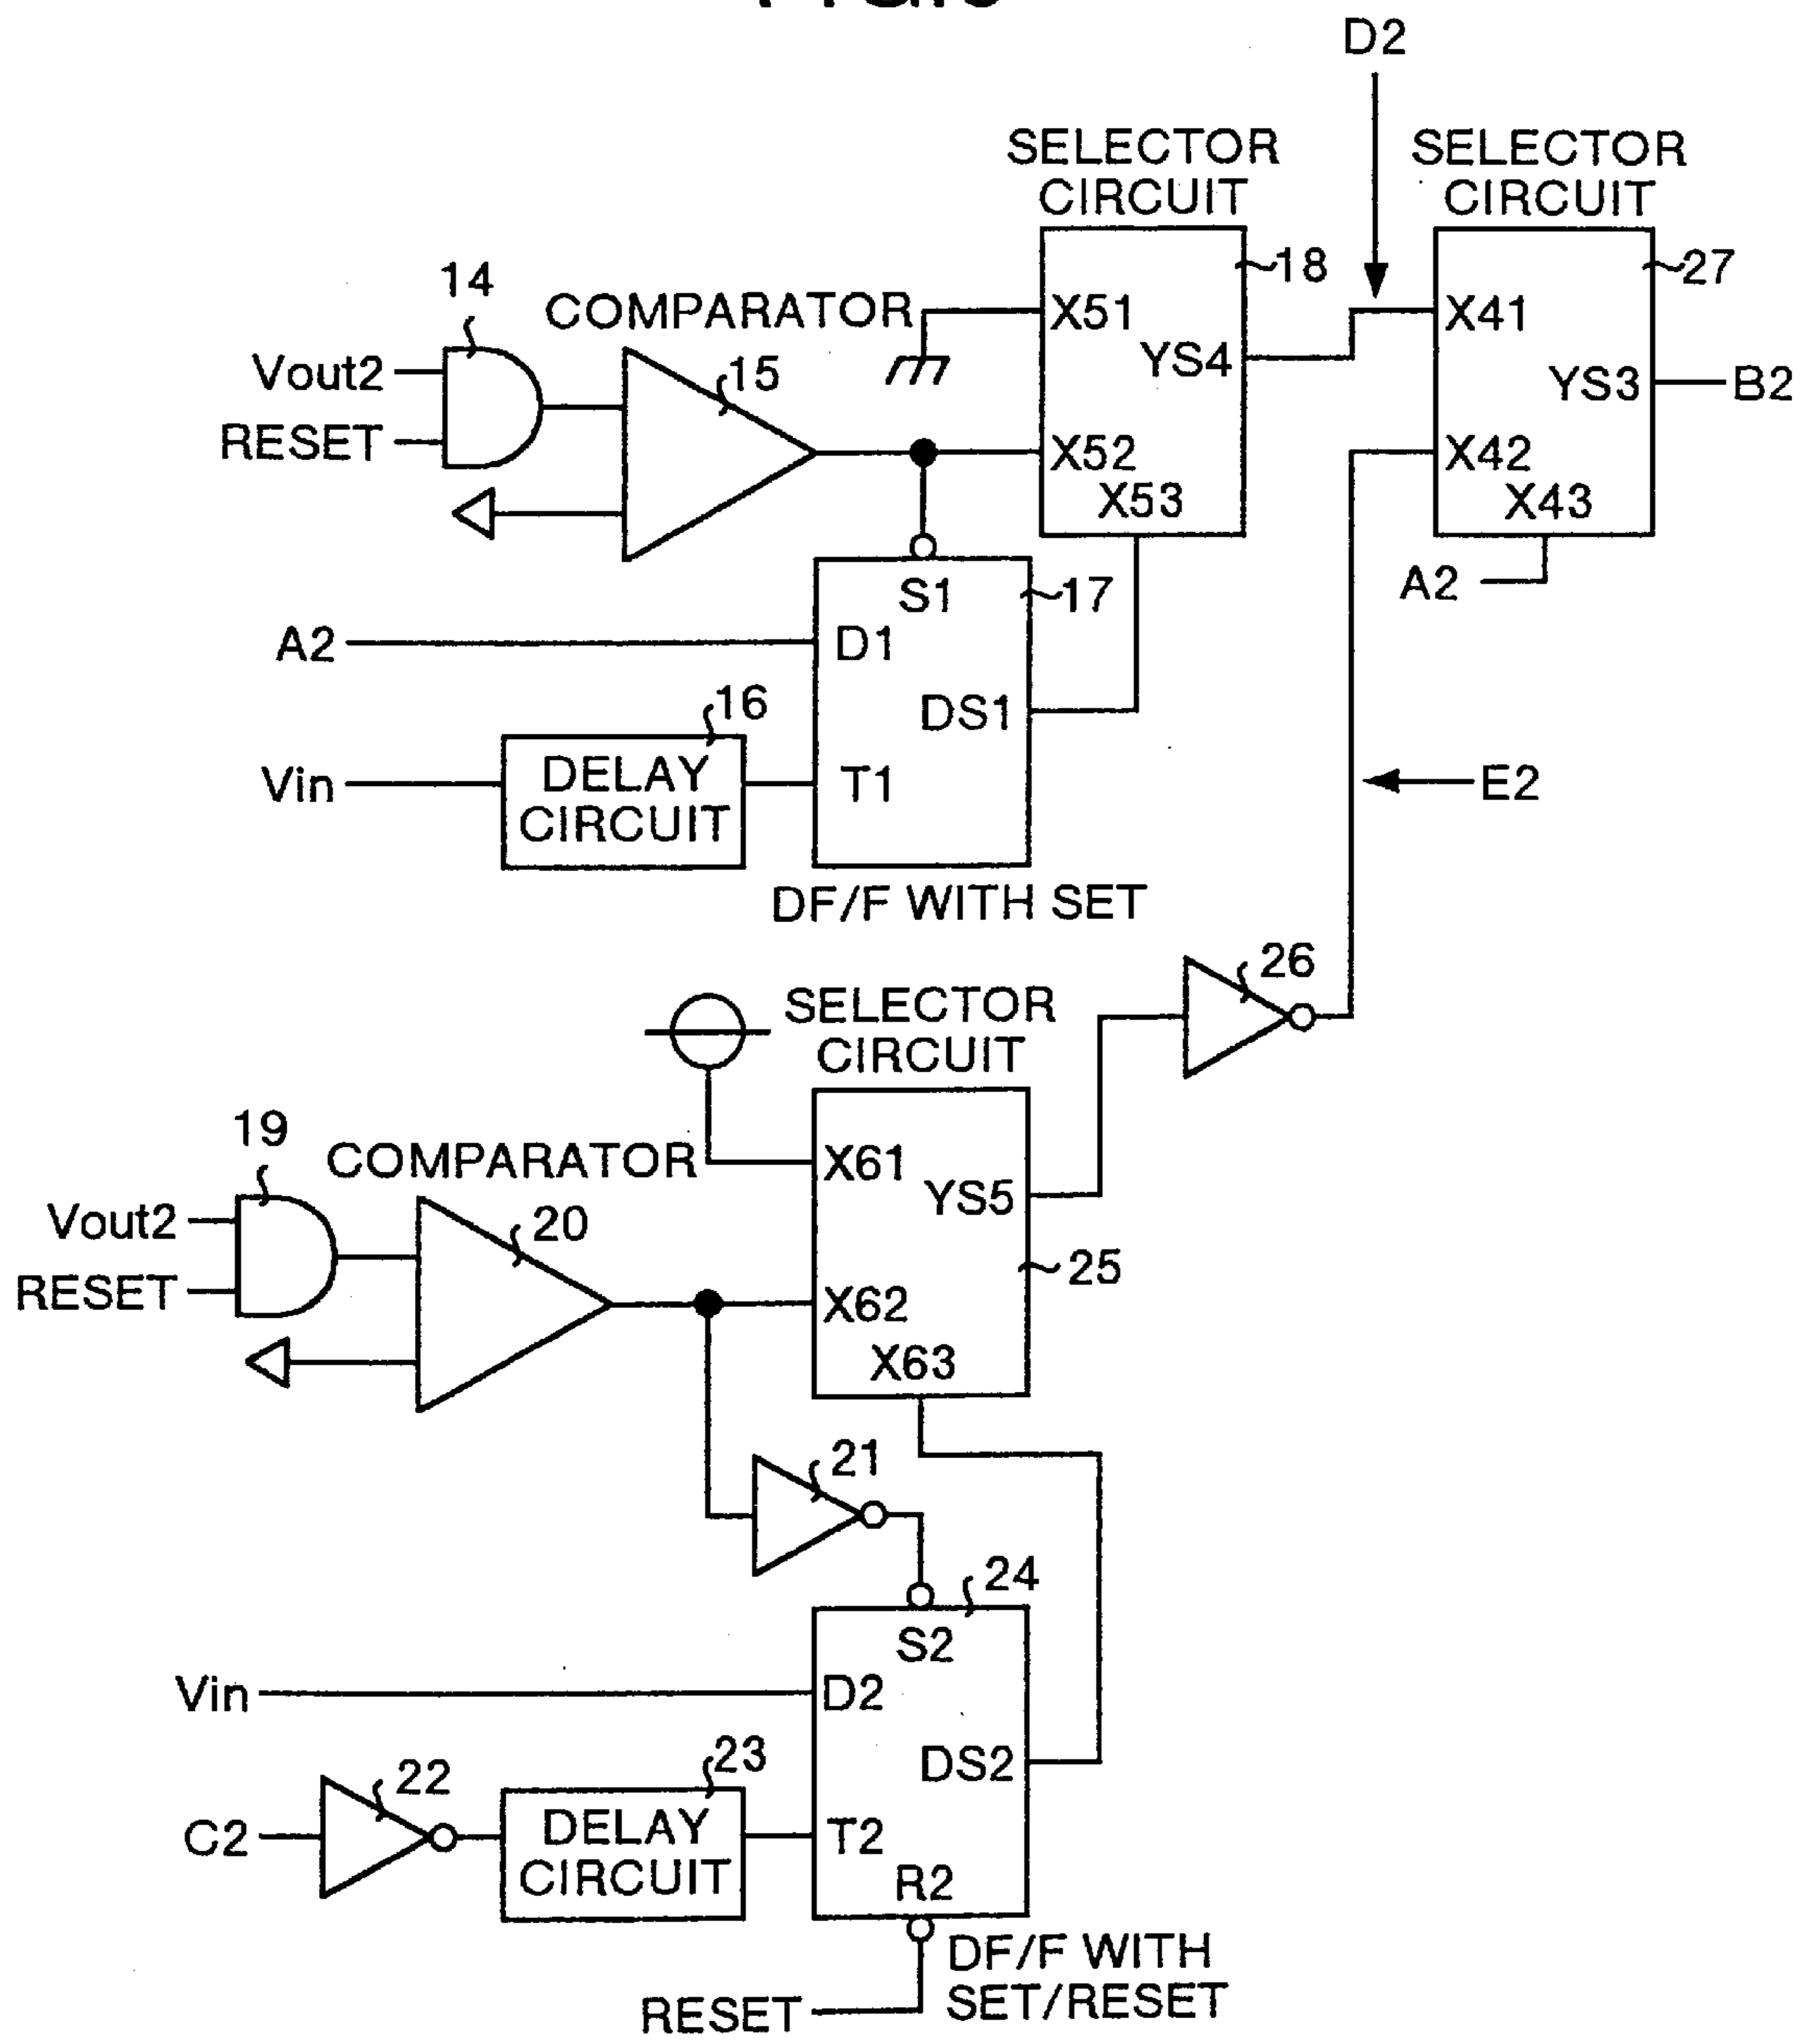 D2
SELECTOR
CIRCUIT
SELECTOR
CIRCUIT
14
COMPARATOR
18
27
X51
X41
Vout2
15
YS4
YS3
B2
RESET
X52
X42
X53
X43
A2
S1
17
A2
D1
16
DS1
Vin
DELAY
CIRCUIT
T1
E2
DF/F WITH SET
26
SELECTOR
CIRCUIT
19
COMPARATOR
X61
YS5
Vout2
20
25
RESET
X62
X63
21
24
S2
Vin
D2
23
DS2
22
C2
DELAY
CIRCUIT
T2
R2
DF/F WITH
SET/RESET
RESET